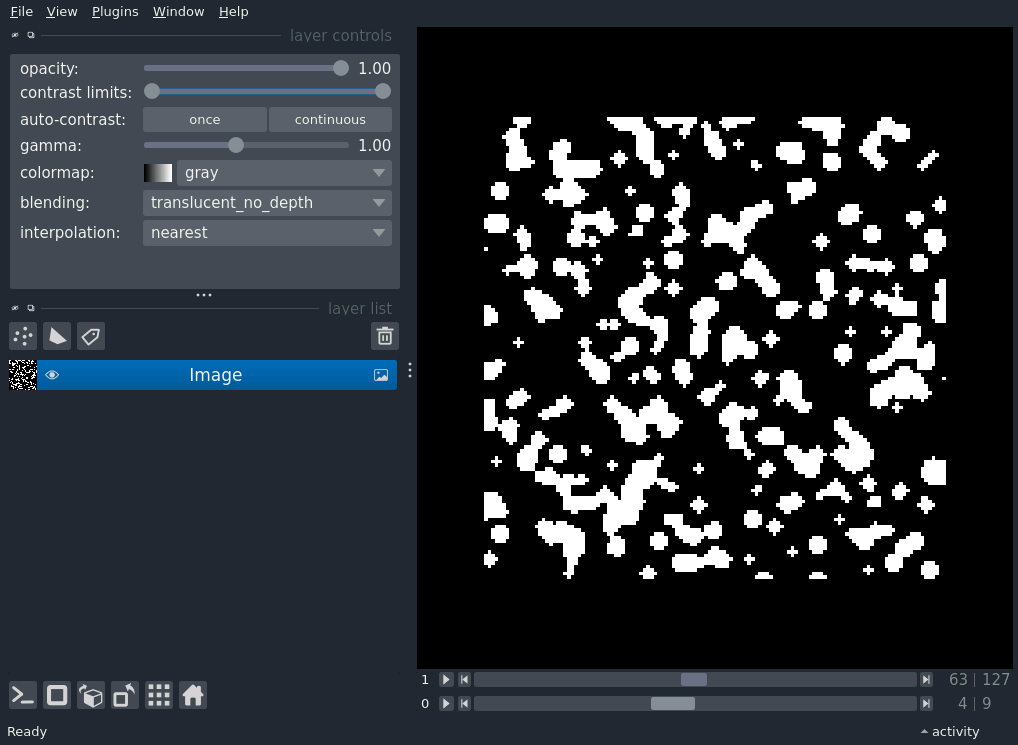 File View Plugins Window Help
layer controls
opacity: 1.00
contrast limits:
auto-contrast: once continuous
gamma: 1.00
colormap: gray
blending: translucent_no_depth
interpolation: nearest
layer list
Image
1 63 | 127
0 4 | 9
Ready activity